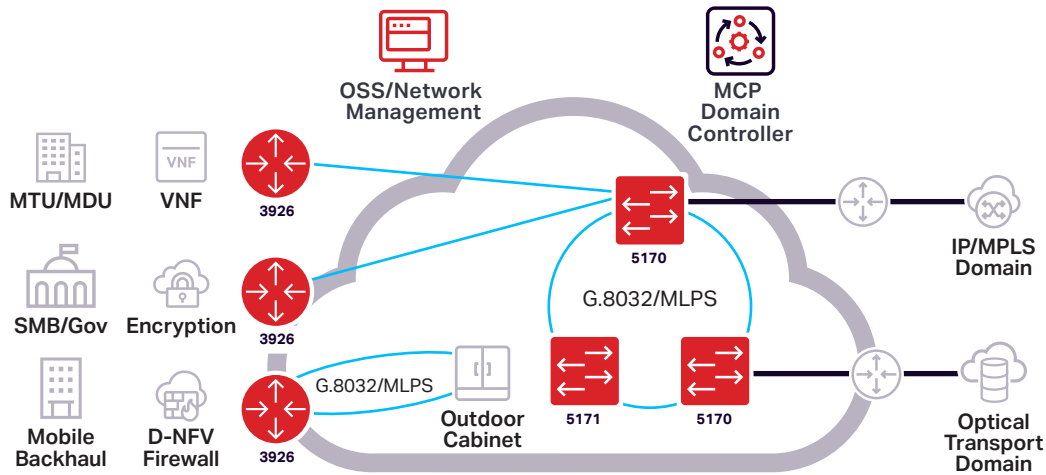 OSS/Network
Management
MCP
Domain
Controller
MTU/MDU
VNF
VNF
3926
5170
IP/MPLS
Domain
G.8032/MLPS
SMB/Gov
Encryption
3926
G.8032/MLPS
5171
5170
Mobile
Backhaul
D-NFV
Firewall
3926
Outdoor
Cabinet
Optical
Transport
Domain